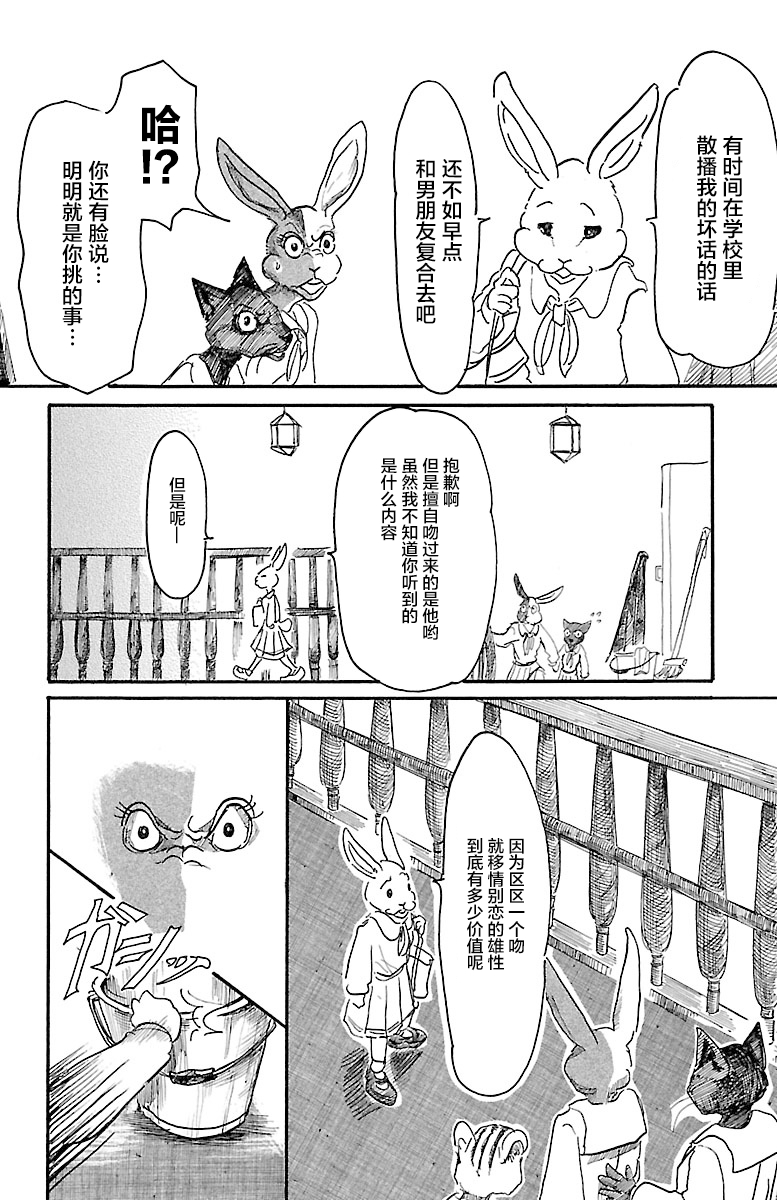 有时间在学校里
散播我的坏话的话
还不如早点
和男朋友复合去吧
哈!?
你还有脸说…
明明就是你挑的事…
抱歉啊
但是擅自吻过来的是他哟
虽然我不知道你听到的
是什么内容
但是呢—
因为区区一个吻
就移情别恋的雄性
到底有多少价值呢
ガシッ